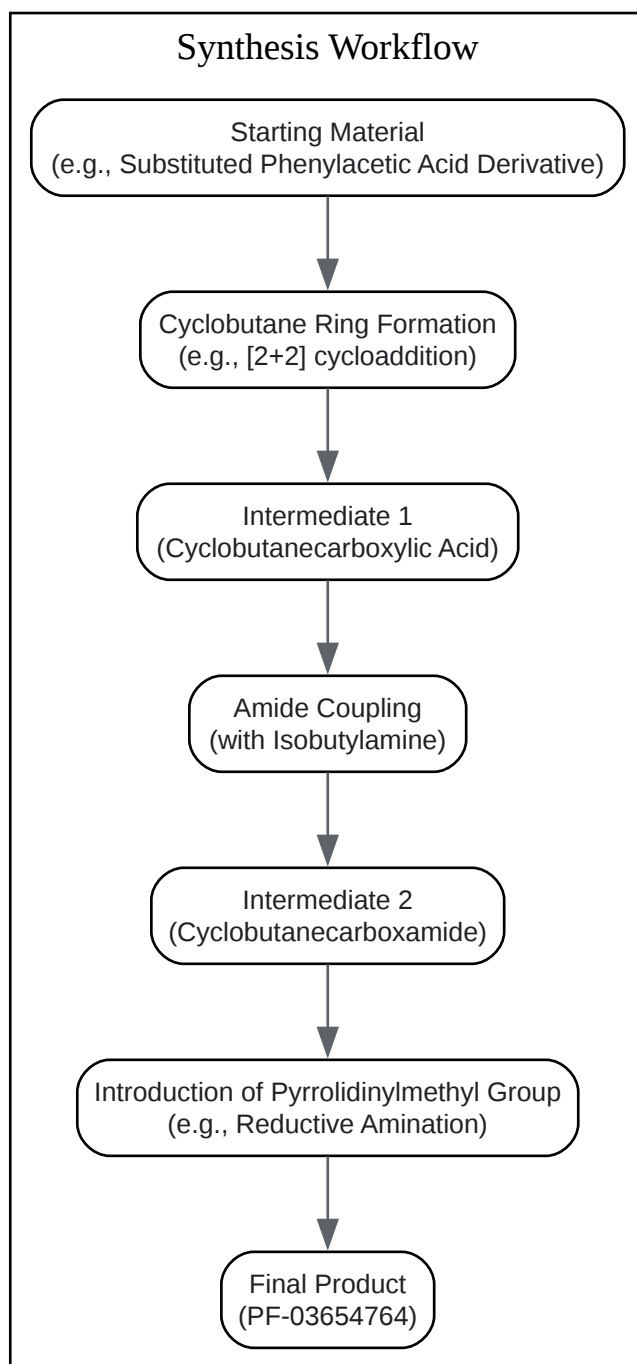 Synthesis Workflow
Starting Material
(e.g., Substituted Phenylacetic Acid Derivative)
Cyclobutane Ring Formation
(e.g., [2+2] cycloaddition)
Intermediate 1
(Cyclobutanecarboxylic Acid)
Amide Coupling
(with Isobutylamine)
Intermediate 2
(Cyclobutanecarboxamide)
Introduction of Pyrrolidinylmethyl Group
(e.g., Reductive Amination)
Final Product
(PF-03654764)